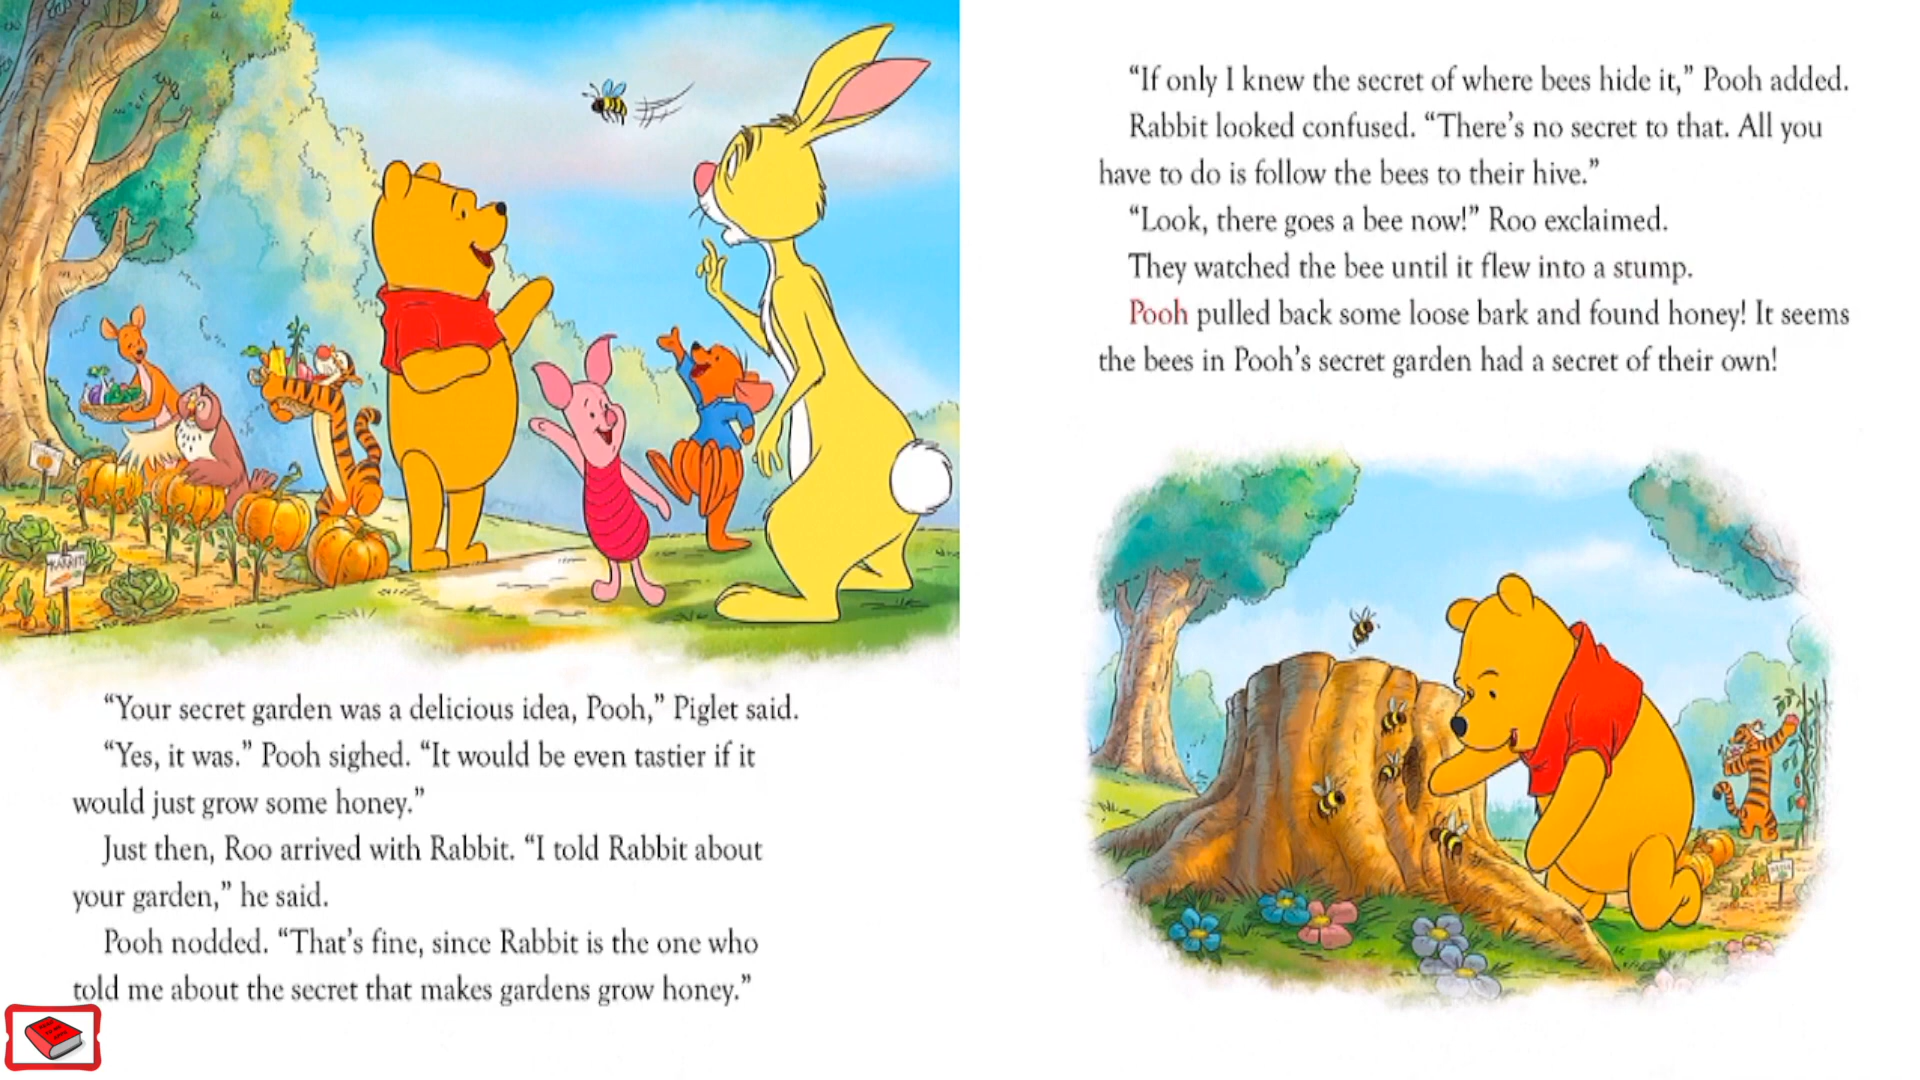 “Your secret garden was a delicious idea, Pooh,” Piglet said.
“Yes, it was.” Pooh sighed. “It would be even tastier if it
would just grow some honey.”
Just then, Roo arrived with Rabbit. “I told Rabbit about
your garden,” he said.
Pooh nodded. “That’s fine, since Rabbit is the one who
told me about the secret that makes gardens grow honey.”
“If only I knew the secret of where bees hide it,” Pooh added.
Rabbit looked confused. “There’s no secret to that. All you
have to do is follow the bees to their hive.”
“Look, there goes a bee now!” Roo exclaimed.
They watched the bee until it flew into a stump.
Pooh pulled back some loose bark and found honey! It seems
the bees in Pooh’s secret garden had a secret of their own!